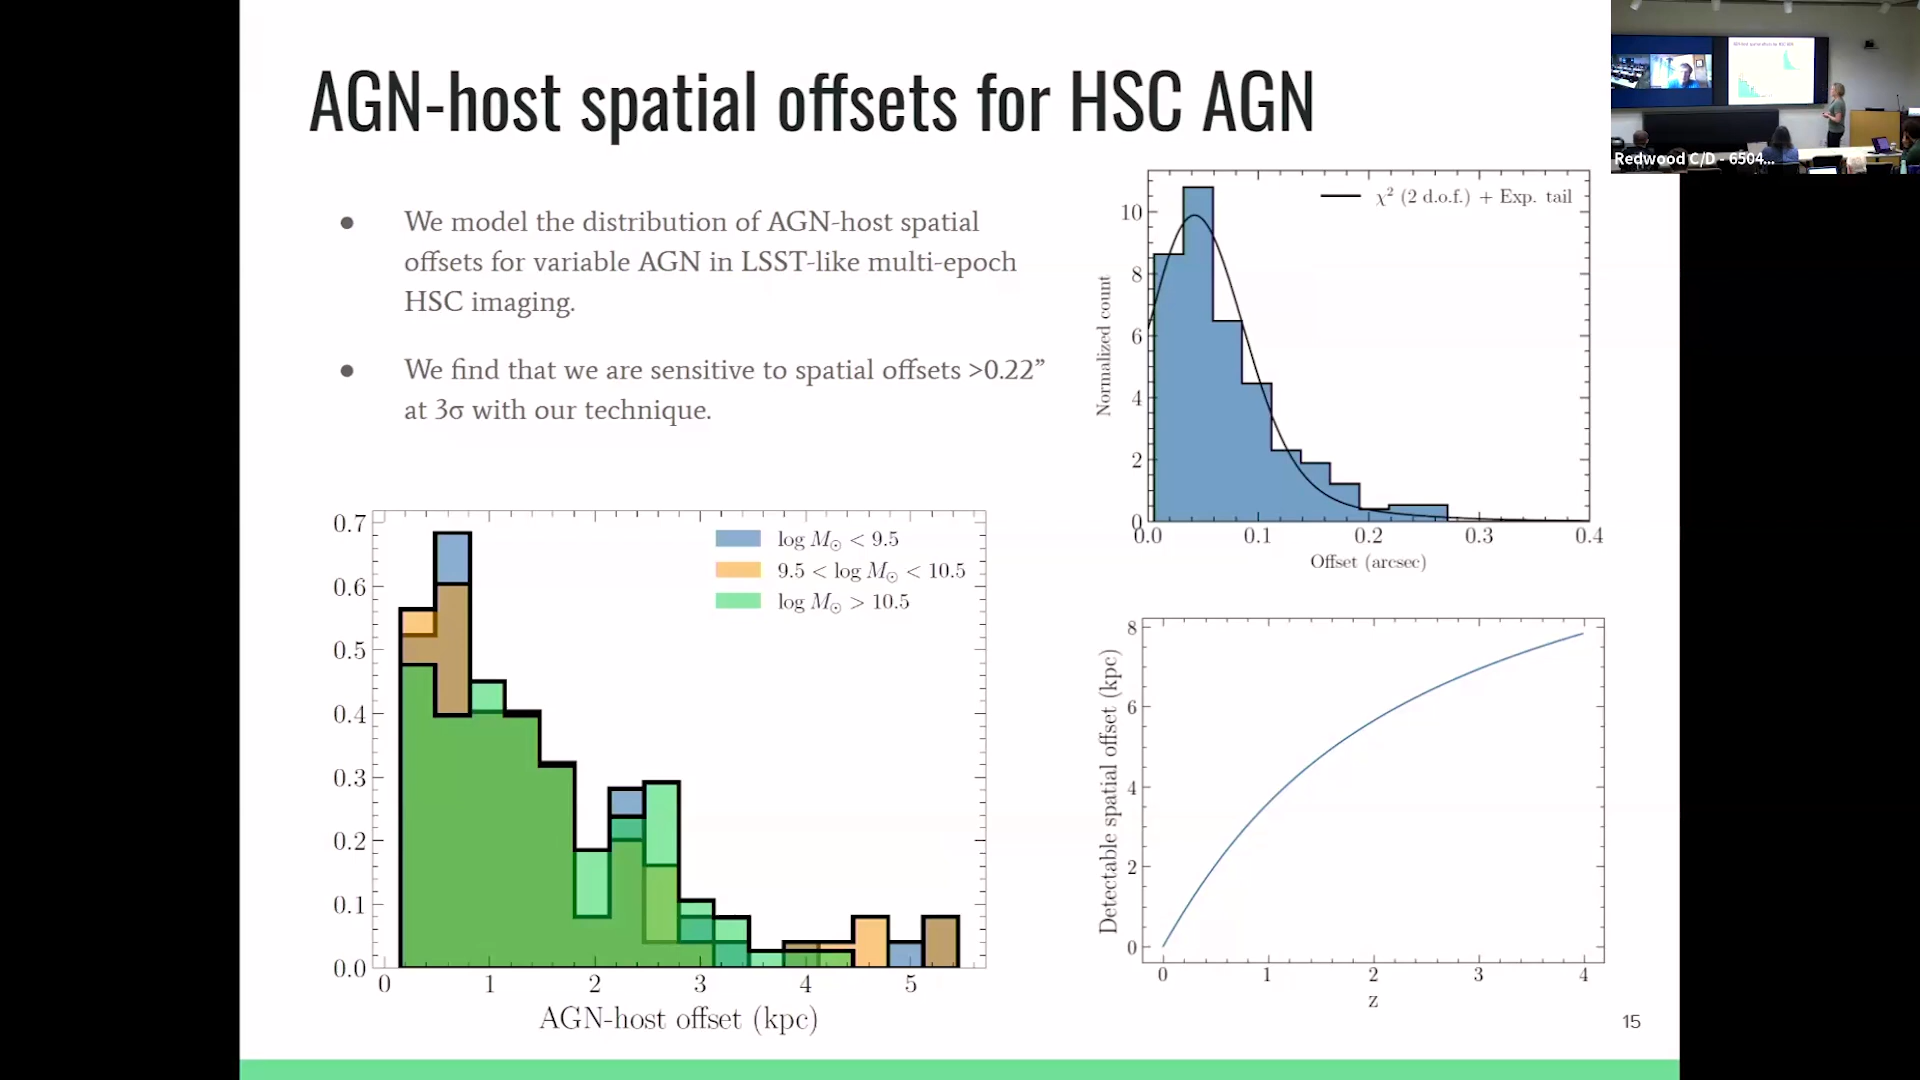 AGN-host spatial offsets for HSC AGN
● We model the distribution of AGN-host spatial
offsets for variable AGN in LSST-like multi-epoch
HSC imaging.
● We find that we are sensitive to spatial offsets >0.22”
at 3σ with our technique.
χ² (2 d.o.f.) + Exp. tail
Normalized count
10
8
6
4
2
0
0.0 0.1 0.2 0.3 0.4
Offset (arcsec)
log M⊙ < 9.5
9.5 < log M⊙ < 10.5
log M⊙ > 10.5
0.7
0.6
0.5
0.4
0.3
0.2
0.1
0.0
0 1 2 3 4 5
AGN-host offset (kpc)
Detectable spatial offset (kpc)
8
6
4
2
0
0 1 2 3 4
z
15
Redwood C/D - 6504...